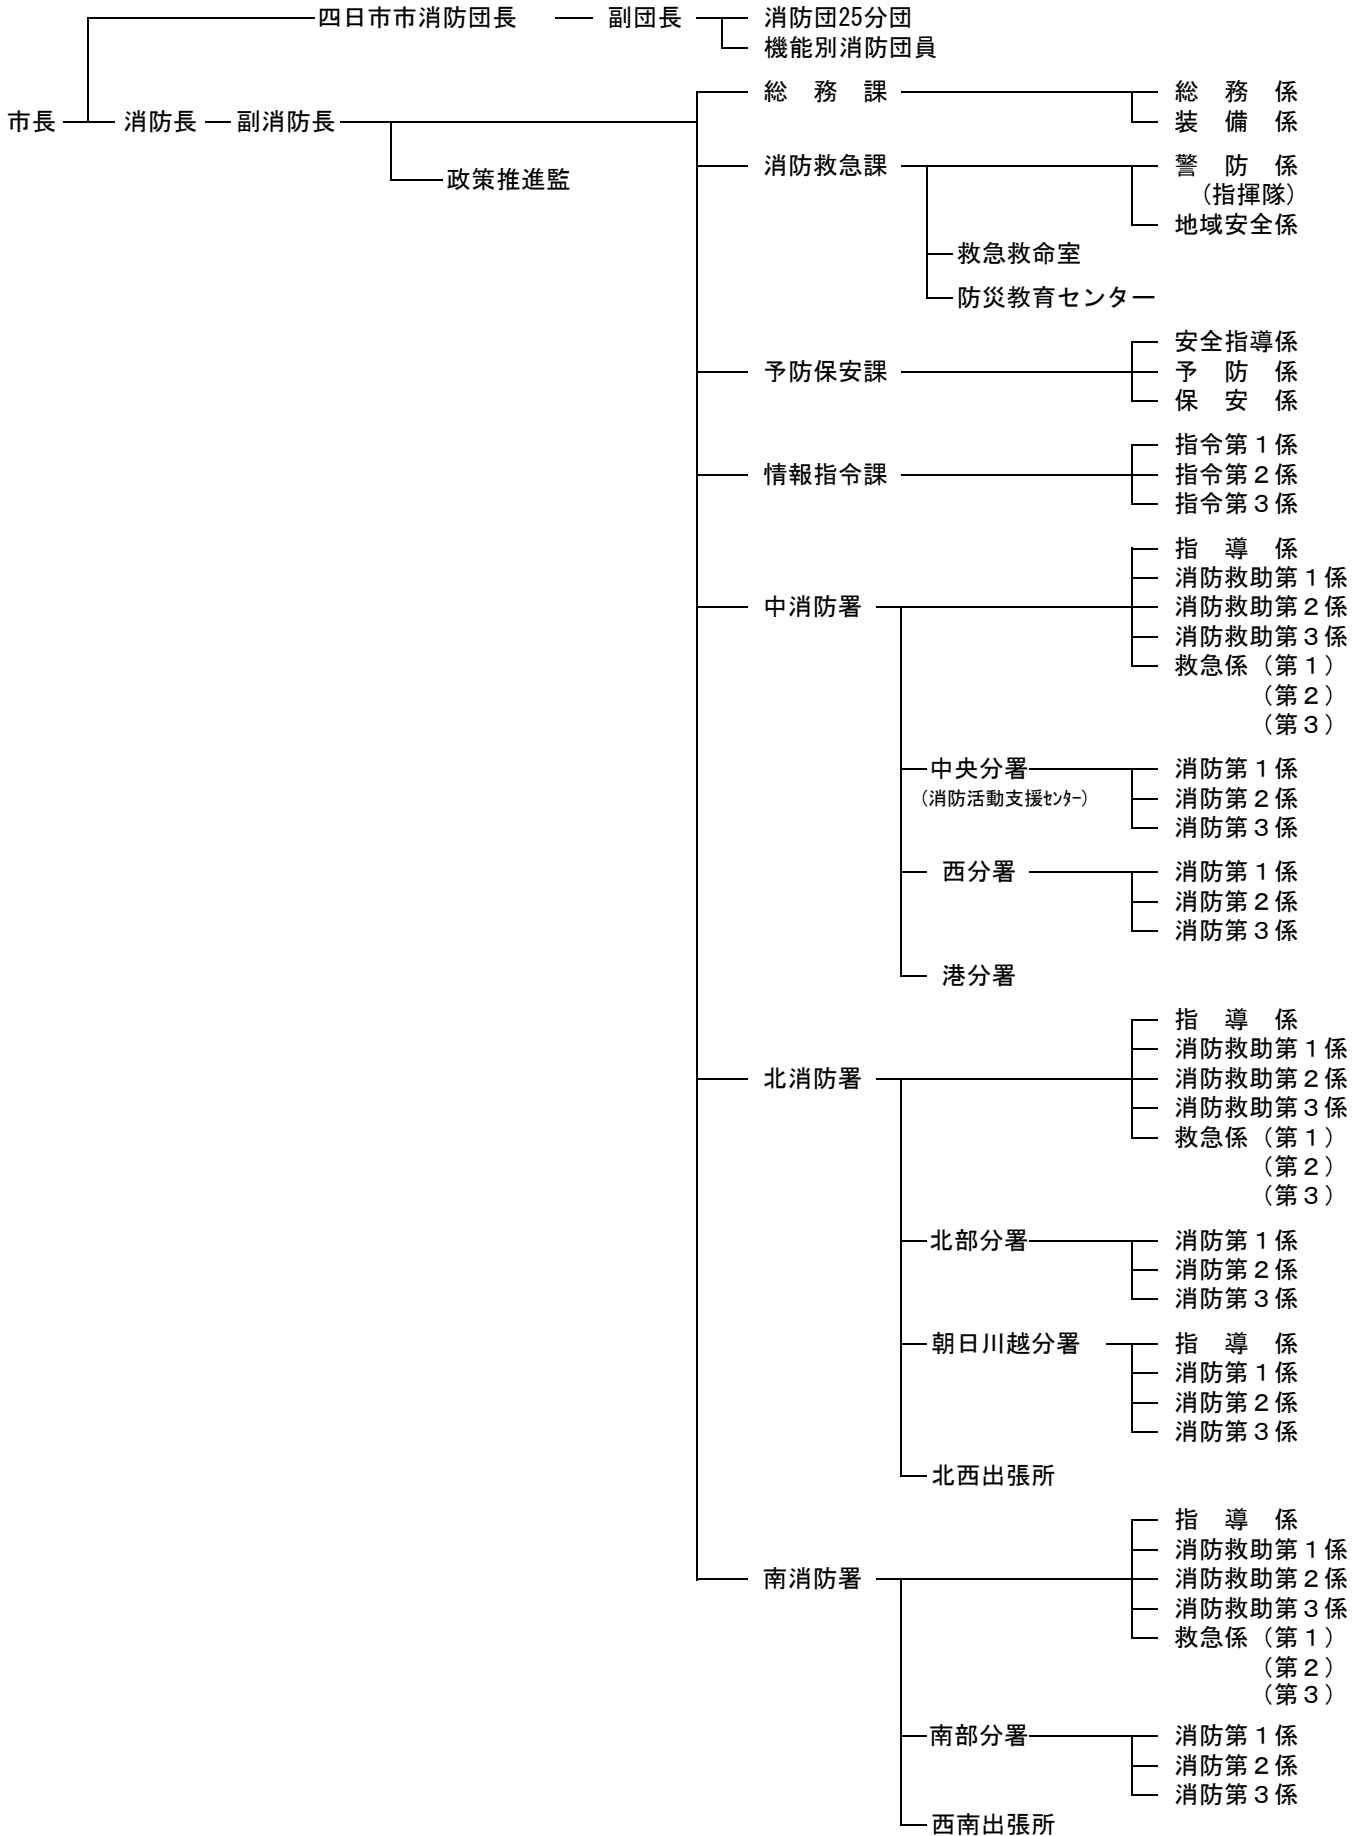 四日市市消防団長 副団長 消防団25分団
機能別消防団員
総　務　課 総　務　係
市長 消防長 副消防長 装　備　係
消防救急課 警　防　係
政策推進監
（指揮隊）
地域安全係
救急救命室
防災教育センター
安全指導係
予防保安課 予　防　係
保　安　係
指令第１係
情報指令課 指令第２係
指令第３係
指　導　係
消防救助第１係
中消防署 消防救助第２係
消防救助第３係
救急係（第１）
（第２）
（第３）
中央分署 消防第１係
（消防活動支援ｾﾝﾀｰ） 消防第２係
消防第３係
西分署 消防第１係
消防第２係
消防第３係
港分署
指　導　係
消防救助第１係
北消防署 消防救助第２係
消防救助第３係
救急係（第１）
（第２）
（第３）
北部分署 消防第１係
消防第２係
消防第３係
朝日川越分署 指　導　係
消防第１係
消防第２係
消防第３係
北西出張所
指　導　係
消防救助第１係
南消防署 消防救助第２係
消防救助第３係
救急係（第１）
（第２）
（第３）
南部分署 消防第１係
消防第２係
消防第３係
西南出張所